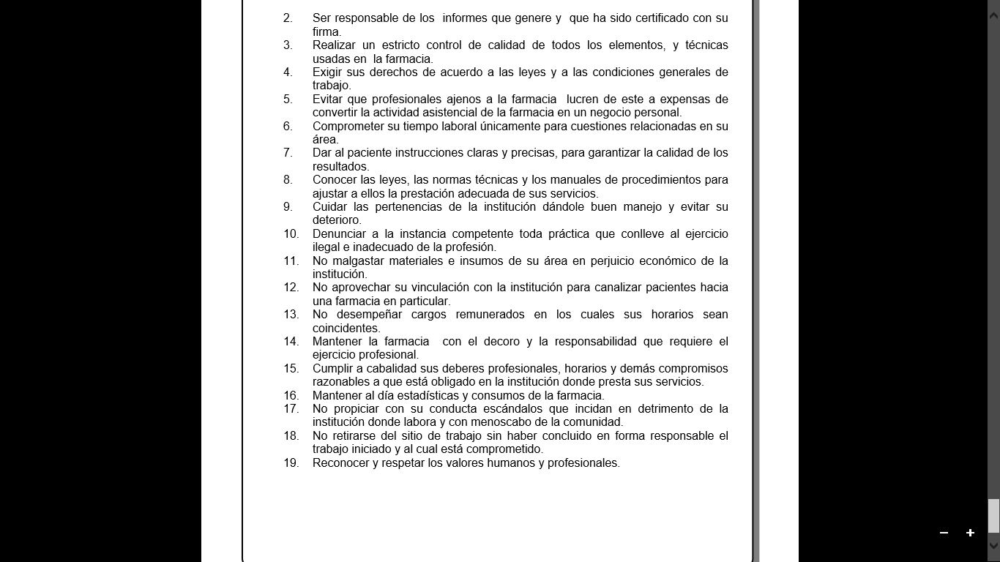 2. Ser responsable de los  informes que genere y  que ha sido certificado con su
firma.
3. Realizar un estricto control de calidad de todos los elementos, y técnicas
usadas en  la farmacia.
4. Exigir sus derechos de acuerdo a las leyes y a las condiciones generales de
trabajo.
5. Evitar que profesionales ajenos a la farmacia  lucren de este a expensas de
convertir la actividad asistencial de la farmacia en un negocio personal.
6. Comprometer su tiempo laboral únicamente para cuestiones relacionadas en su
área.
7. Dar al paciente instrucciones claras y precisas, para garantizar la calidad de los
resultados.
8. Conocer las leyes, las normas técnicas y los manuales de procedimientos para
ajustar a ellos la prestación adecuada de sus servicios.
9. Cuidar las pertenencias de la institución dándole buen manejo y evitar su
deterioro.
10. Denunciar a la instancia competente toda práctica que conlleve al ejercicio
ilegal e inadecuado de la profesión.
11. No malgastar materiales e insumos de su área en perjuicio económico de la
institución.
12. No aprovechar su vinculación con la institución para canalizar pacientes hacia
una farmacia en particular.
13. No desempeñar cargos remunerados en los cuales sus horarios sean
coincidentes.
14. Mantener la farmacia  con el decoro y la responsabilidad que requiere el
ejercicio profesional.
15. Cumplir a cabalidad sus deberes profesionales, horarios y demás compromisos
razonables a que está obligado en la institución donde presta sus servicios.
16. Mantener al día estadísticas y consumos de la farmacia.
17. No propiciar con su conducta escándalos que incidan en detrimento de la
institución donde labora y con menoscabo de la comunidad.
18. No retirarse del sitio de trabajo sin haber concluido en forma responsable el
trabajo iniciado y al cual está comprometido.
19. Reconocer y respetar los valores humanos y profesionales.